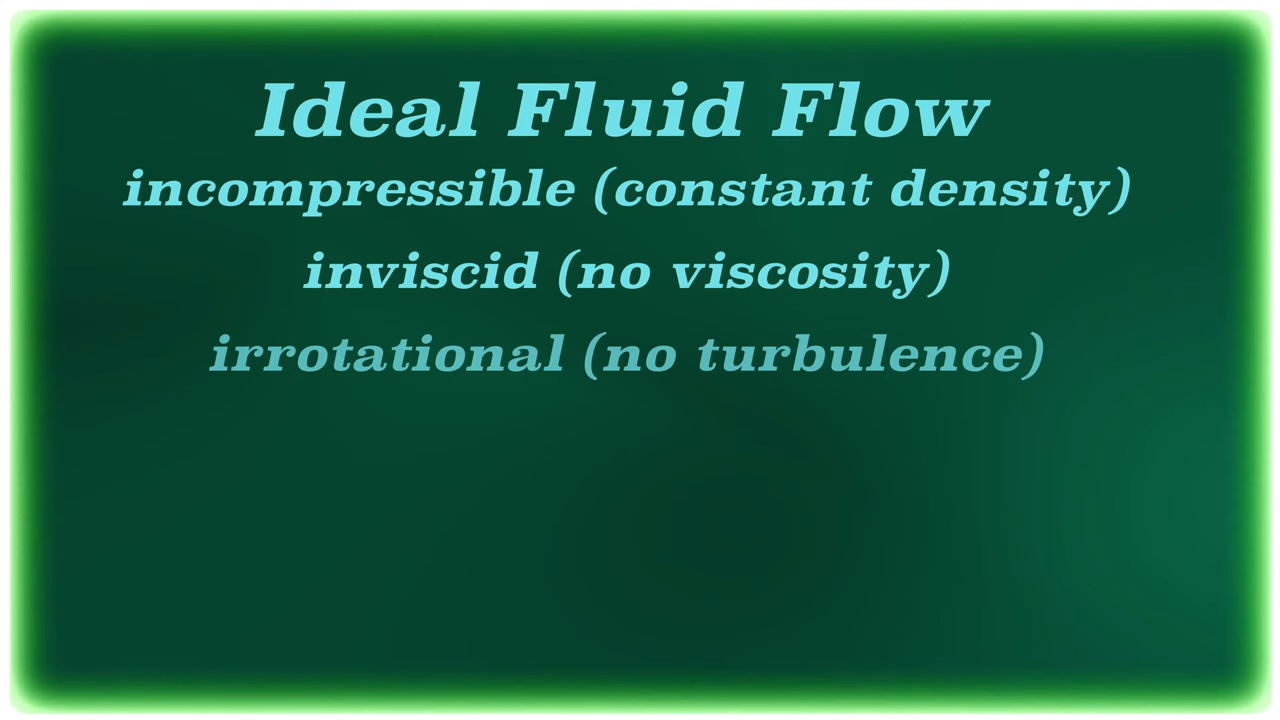 Ideal Fluid Flow
incompressible (constant density)
inviscid (no viscosity)
irrotational (no turbulence)